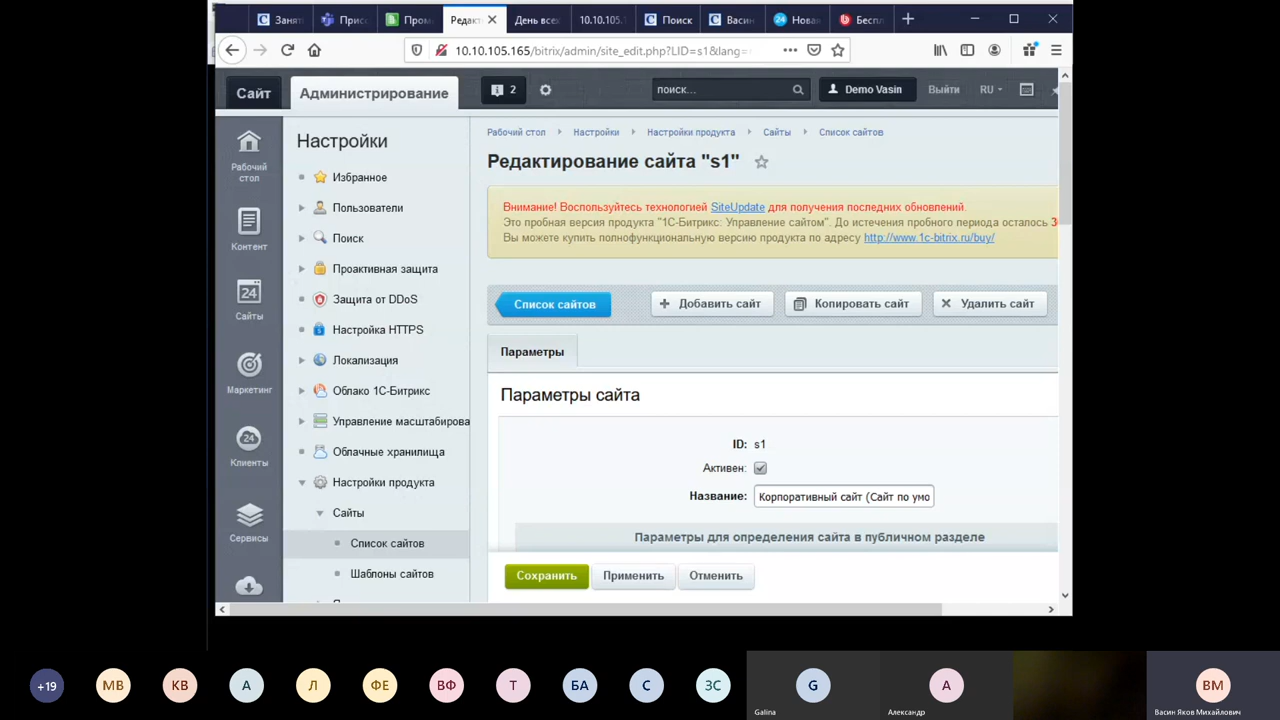 Занят
Присо
Пром
Редакт
День всех
10.10.105.
Поиск
Васин
Нова
Беспл
10.10.105.165/bitrix/admin/site_edit.php?LID=s1&lang=
Сайт
Администрирование
2
поиск...
Demo Vasin
Выйти
RU
Рабочий стол
Контент
24
Сайты
Маркетинг
24
Клиенты
Сервисы
Настройки
Избранное
Пользователи
Поиск
Проактивная защита
Защита от DDoS
Настройка HTTPS
Локализация
Облако 1С-Битрикс
Управление масштабирова
Облачные хранилища
Настройки продукта
Сайты
Список сайтов
Шаблоны сайтов
Рабочий стол Настройки Настройки продукта Сайты Список сайтов
Редактирование сайта "s1"
Внимание! Воспользуйтесь технологией SiteUpdate для получения последних обновлений.
Это пробная версия продукта "1С-Битрикс: Управление сайтом". До истечения пробного периода осталось 3
Вы можете купить полнофункциональную версию продукта по адресу http://www.1c-bitrix.ru/buy/
Список сайтов
Добавить сайт
Копировать сайт
Удалить сайт
Параметры
Параметры сайта
ID: s1
Активен:
Название: Корпоративный сайт (Сайт по умо
Параметры для определения сайта в публичном разделе
Сохранить
Применить
Отменить
+19
МВ
КВ
А
Л
ФЕ
ВФ
Т
БА
С
ЗС
G
Galina
А
Александр
ВМ
Васин Яков Михайлович